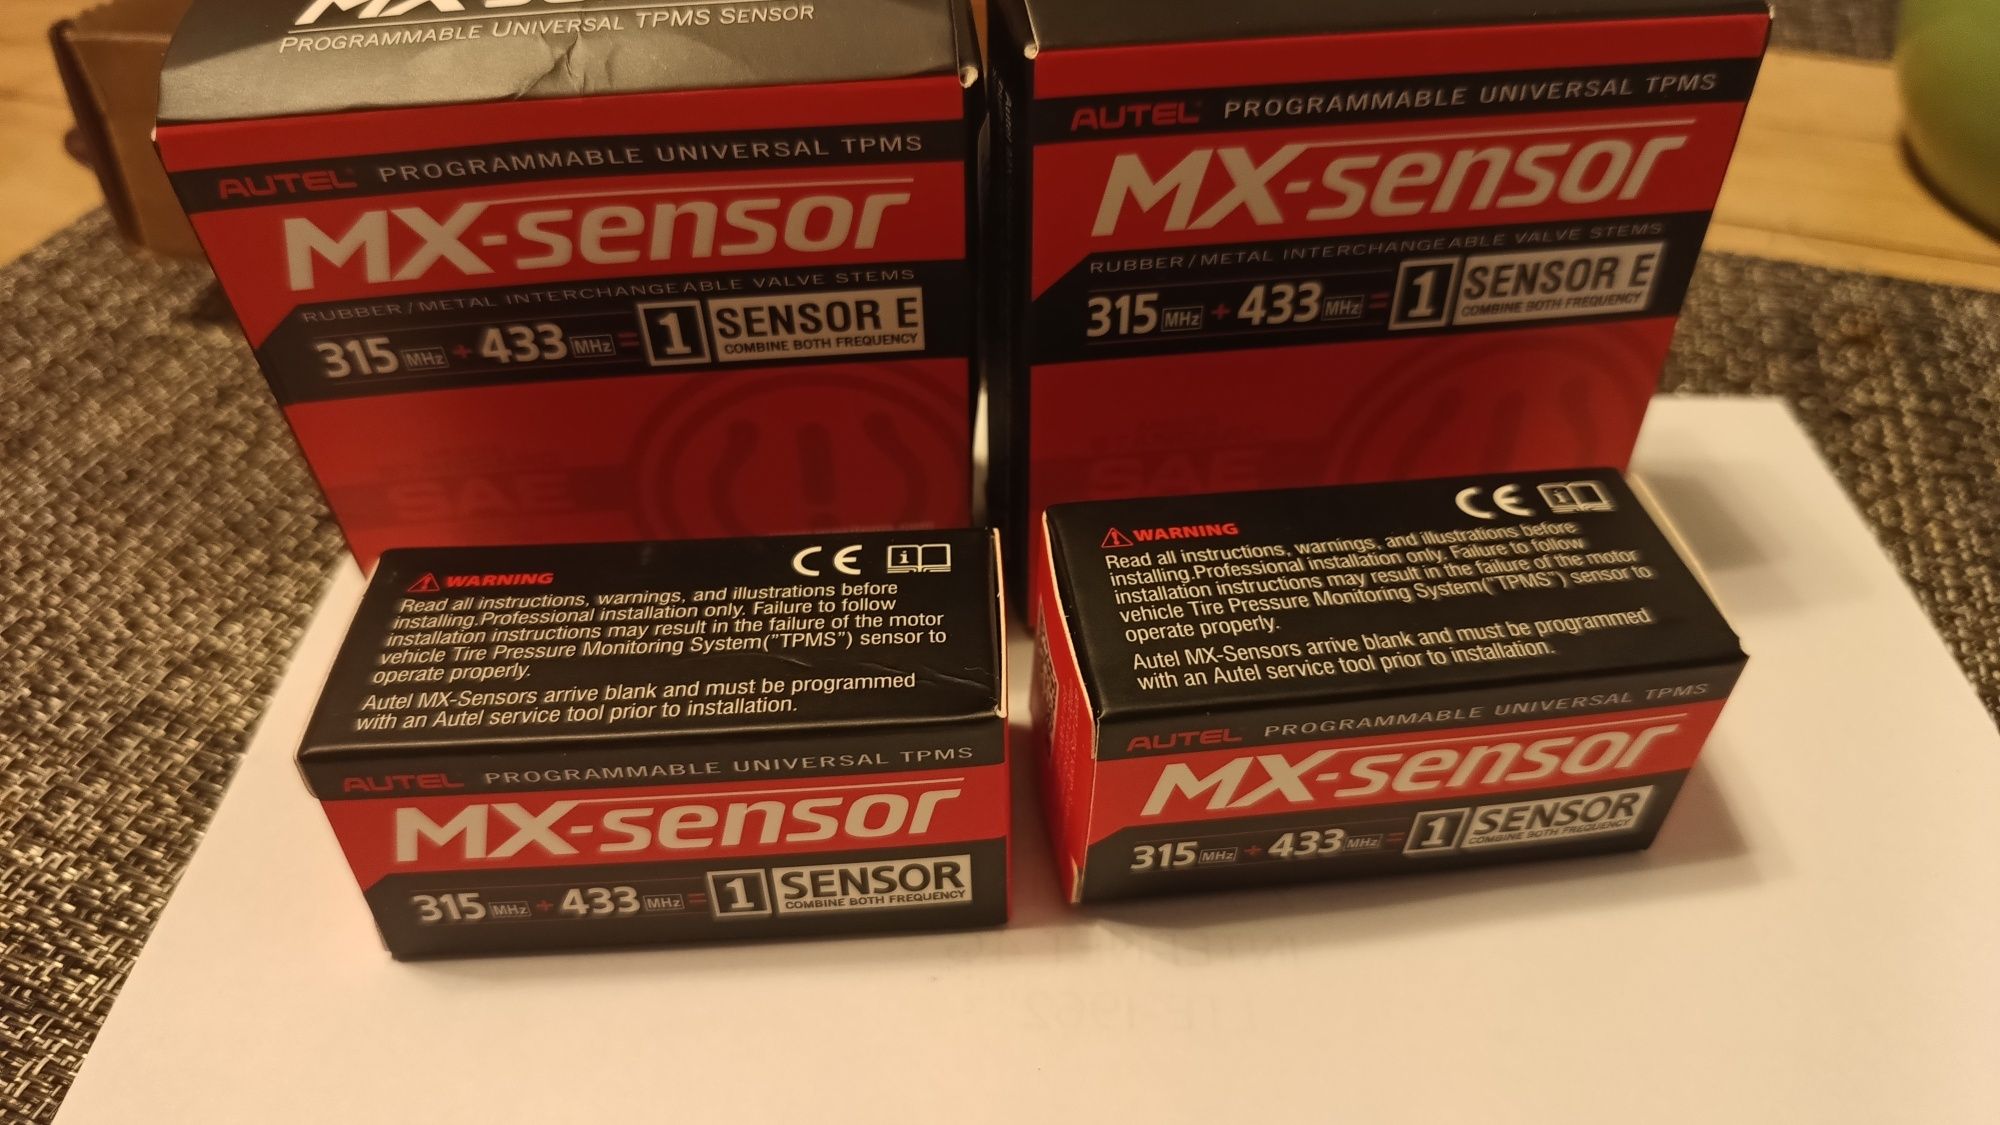 MX-SENSOR
PROGRAMMABLE UNIVERSAL TPMS SENSOR
AUTEL® PROGRAMMABLE UNIVERSAL TPMS
MX-sensor
RUBBER/METAL INTERCHANGEABLE VALVE STEMS
315 MHz + 433 MHz = 1 SENSOR E
COMBINE BOTH FREQUENCY
SAE
AUTEL® PROGRAMMABLE UNIVERSAL TPMS
MX-sensor
RUBBER/METAL INTERCHANGEABLE VALVE STEMS
315 MHz + 433 MHz = 1 SENSOR E
COMBINE BOTH FREQUENCY
STANDARD
SAE
CE
WARNING
Read all instructions, warnings, and illustrations before
installing.Professional installation only. Failure to follow
installation instructions may result in the failure of the motor
vehicle Tire Pressure Monitoring System("TPMS") sensor to
operate properly.
Autel MX-Sensors arrive blank and must be programmed
with an Autel service tool prior to installation.
AUTEL PROGRAMMABLE UNIVERSAL TPMS
MX-sensor
315 MHz + 433 MHz = 1 SENSOR
COMBINE BOTH FREQUENCY
CE
WARNING
Read all instructions, warnings, and illustrations before
installing.Professional installation only. Failure to follow
installation instructions may result in the failure of the motor
vehicle Tire Pressure Monitoring System("TPMS") sensor to
operate properly.
Autel MX-Sensors arrive blank and must be programmed
with an Autel service tool prior to installation.
AUTEL PROGRAMMABLE UNIVERSAL TPMS
MX-sensor
315 MHz + 433 MHz = 1 SENSOR
COMBINE BOTH FREQUENCY